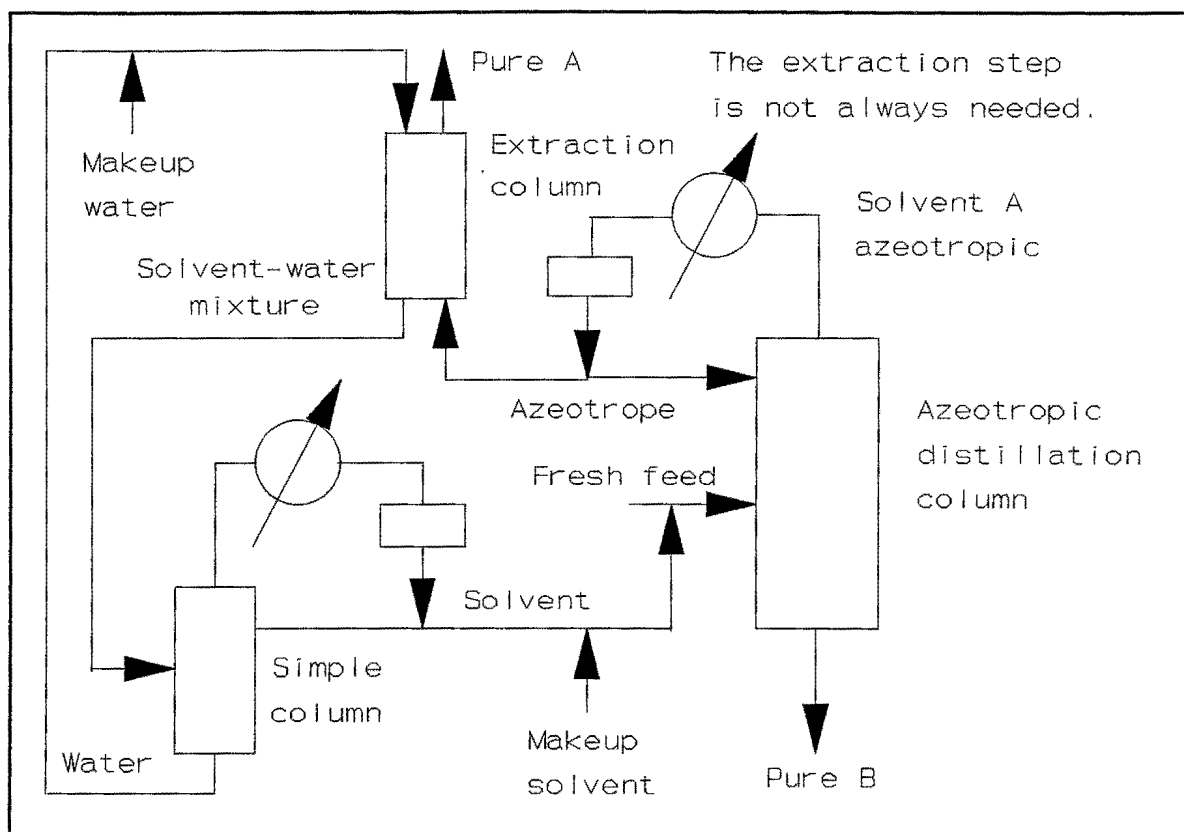 Pure A
The extraction step
is not always needed.
Makeup
water
Extraction
column
Solvent A
azeotropic
Solvent-water
mixture
Azeotrope
Azeotropic
distillation
column
Fresh feed
Solvent
Simple
column
Makeup
solvent
Water
Pure B